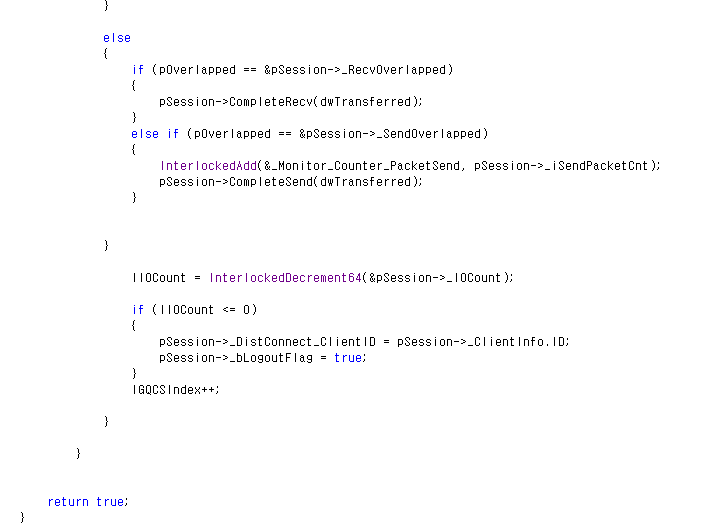 }
else
{
if (pOverlapped == &pSession->_RecvOverlapped)
{
pSession->CompleteRecv(dwTransferred);
}
else if (pOverlapped == &pSession->_SendOverlapped)
{
InterlockedAdd(&_Monitor_Counter_PacketSend, pSession->_iSendPacketCnt);
pSession->CompleteSend(dwTransferred);
}
}
lIOCount = InterlockedDecrement64(&pSession->_IOCount);
if (lIOCount <= 0)
{
pSession->_DistConnect_ClientID = pSession->_ClientInfo.ID;
pSession->_bLogoutFlag = true;
}
lGQCSIndex++;
}
}
return true;
}